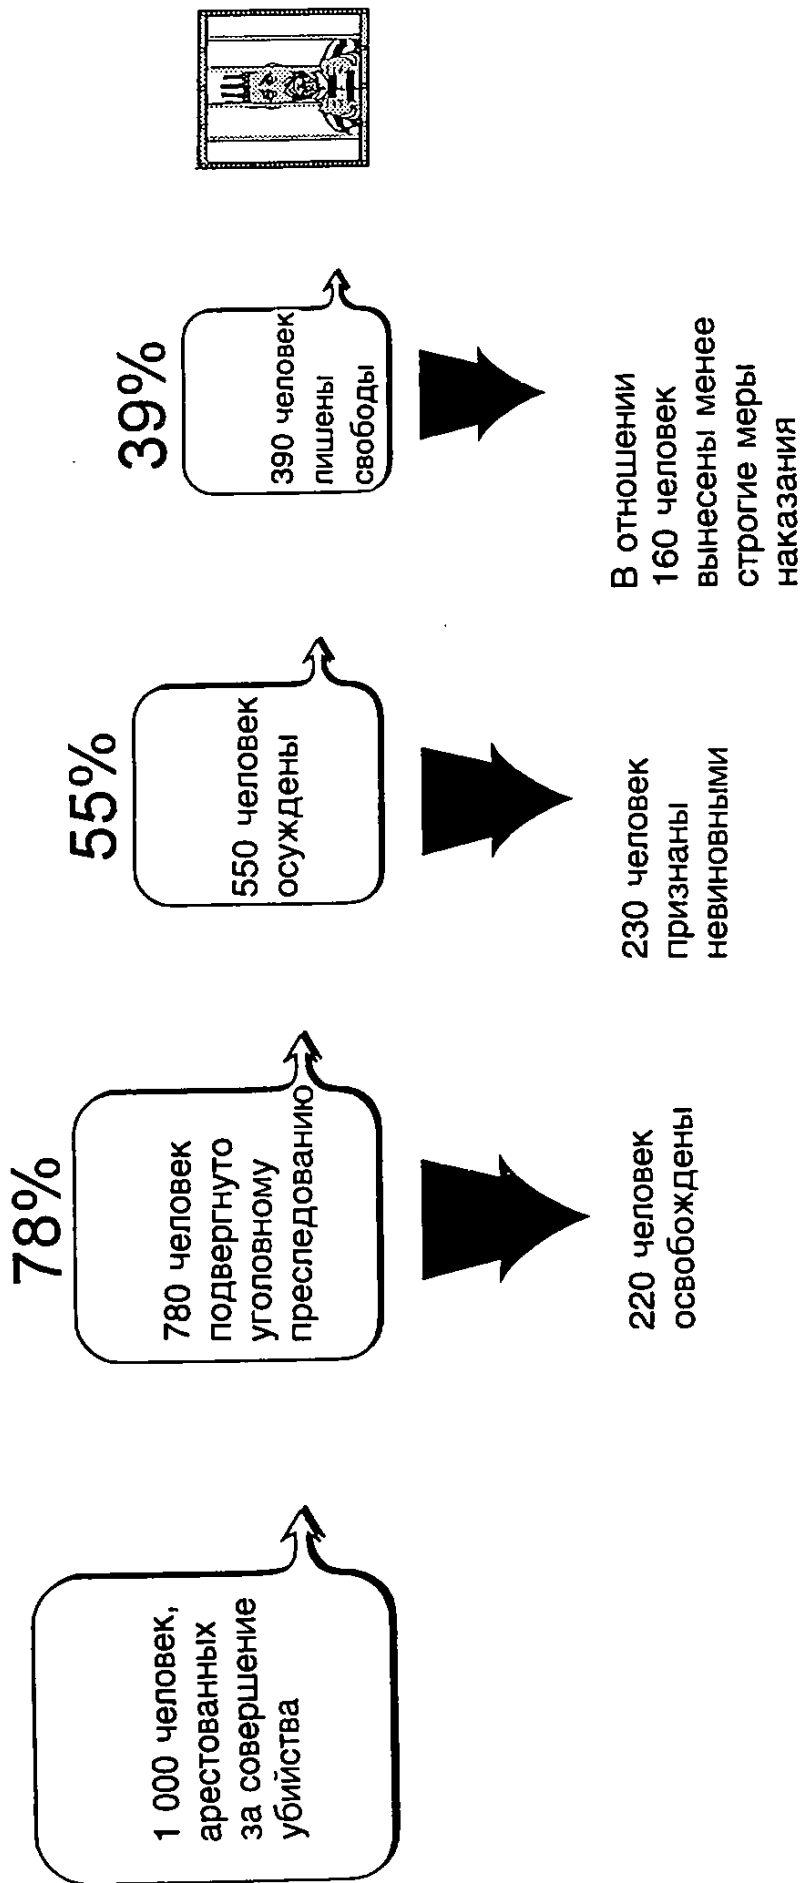 1 000 человек,
арестованных
за совершение
убийства
78%
780 человек
подвергнуто
уголовному
преследованию
220 человек
освобождены
55%
550 человек
осуждены
230 человек
признаны
невиновными
39%
390 человек
лишены
свободы
В отношении
160 человек
вынесены менее
строгие меры
наказания